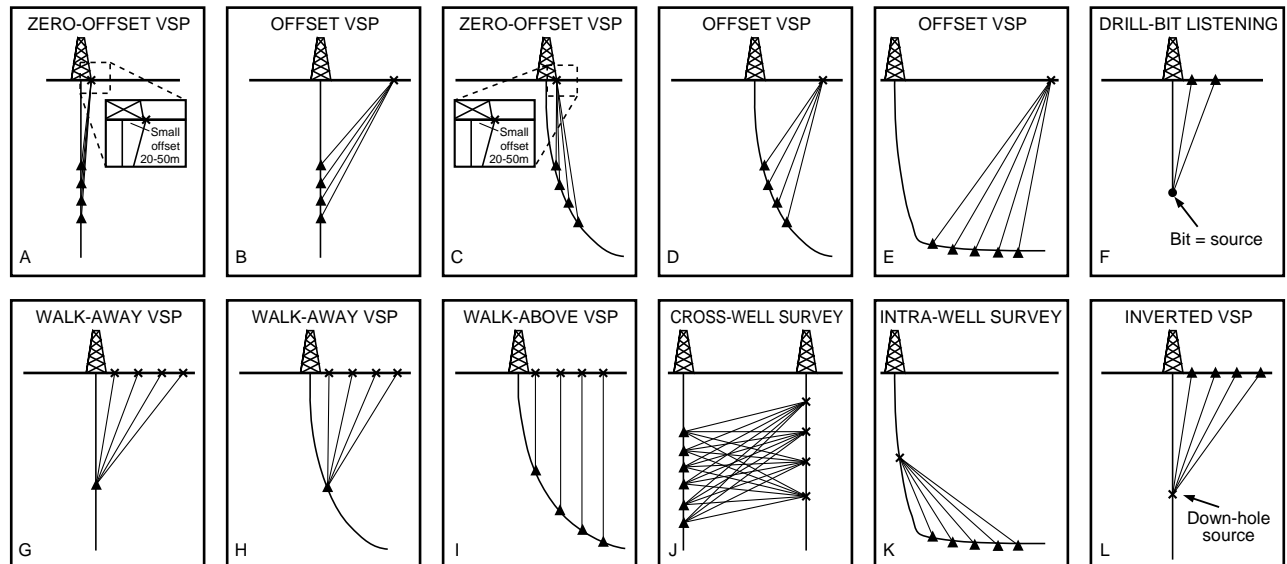 ZERO-OFFSET VSP
Small
offset
20-50m
A
OFFSET VSP
B
ZERO-OFFSET VSP
Small
offset
20-50m
C
OFFSET VSP
D
OFFSET VSP
E
DRILL-BIT LISTENING
Bit = source
F
WALK-AWAY VSP
G
WALK-AWAY VSP
H
WALK-ABOVE VSP
I
CROSS-WELL SURVEY
J
INTRA-WELL SURVEY
K
INVERTED VSP
Down-hole
source
L